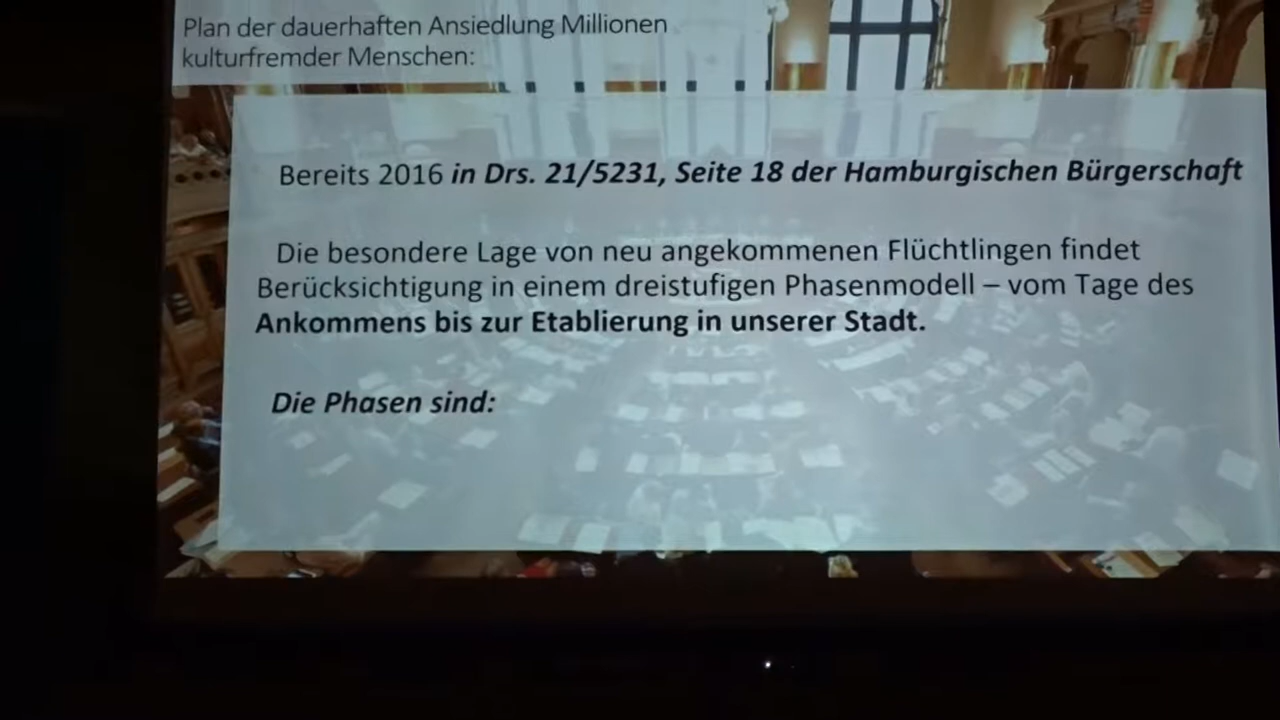 Plan der dauerhaften Ansiedlung Millionen
kulturfremder Menschen:
Bereits 2016 in Drs. 21/5231, Seite 18 der Hamburgischen Bürgerschaft
Die besondere Lage von neu angekommenen Flüchtlingen findet
Berücksichtigung in einem dreistufigen Phasenmodell – vom Tage des
Ankommens bis zur Etablierung in unserer Stadt.
Die Phasen sind: